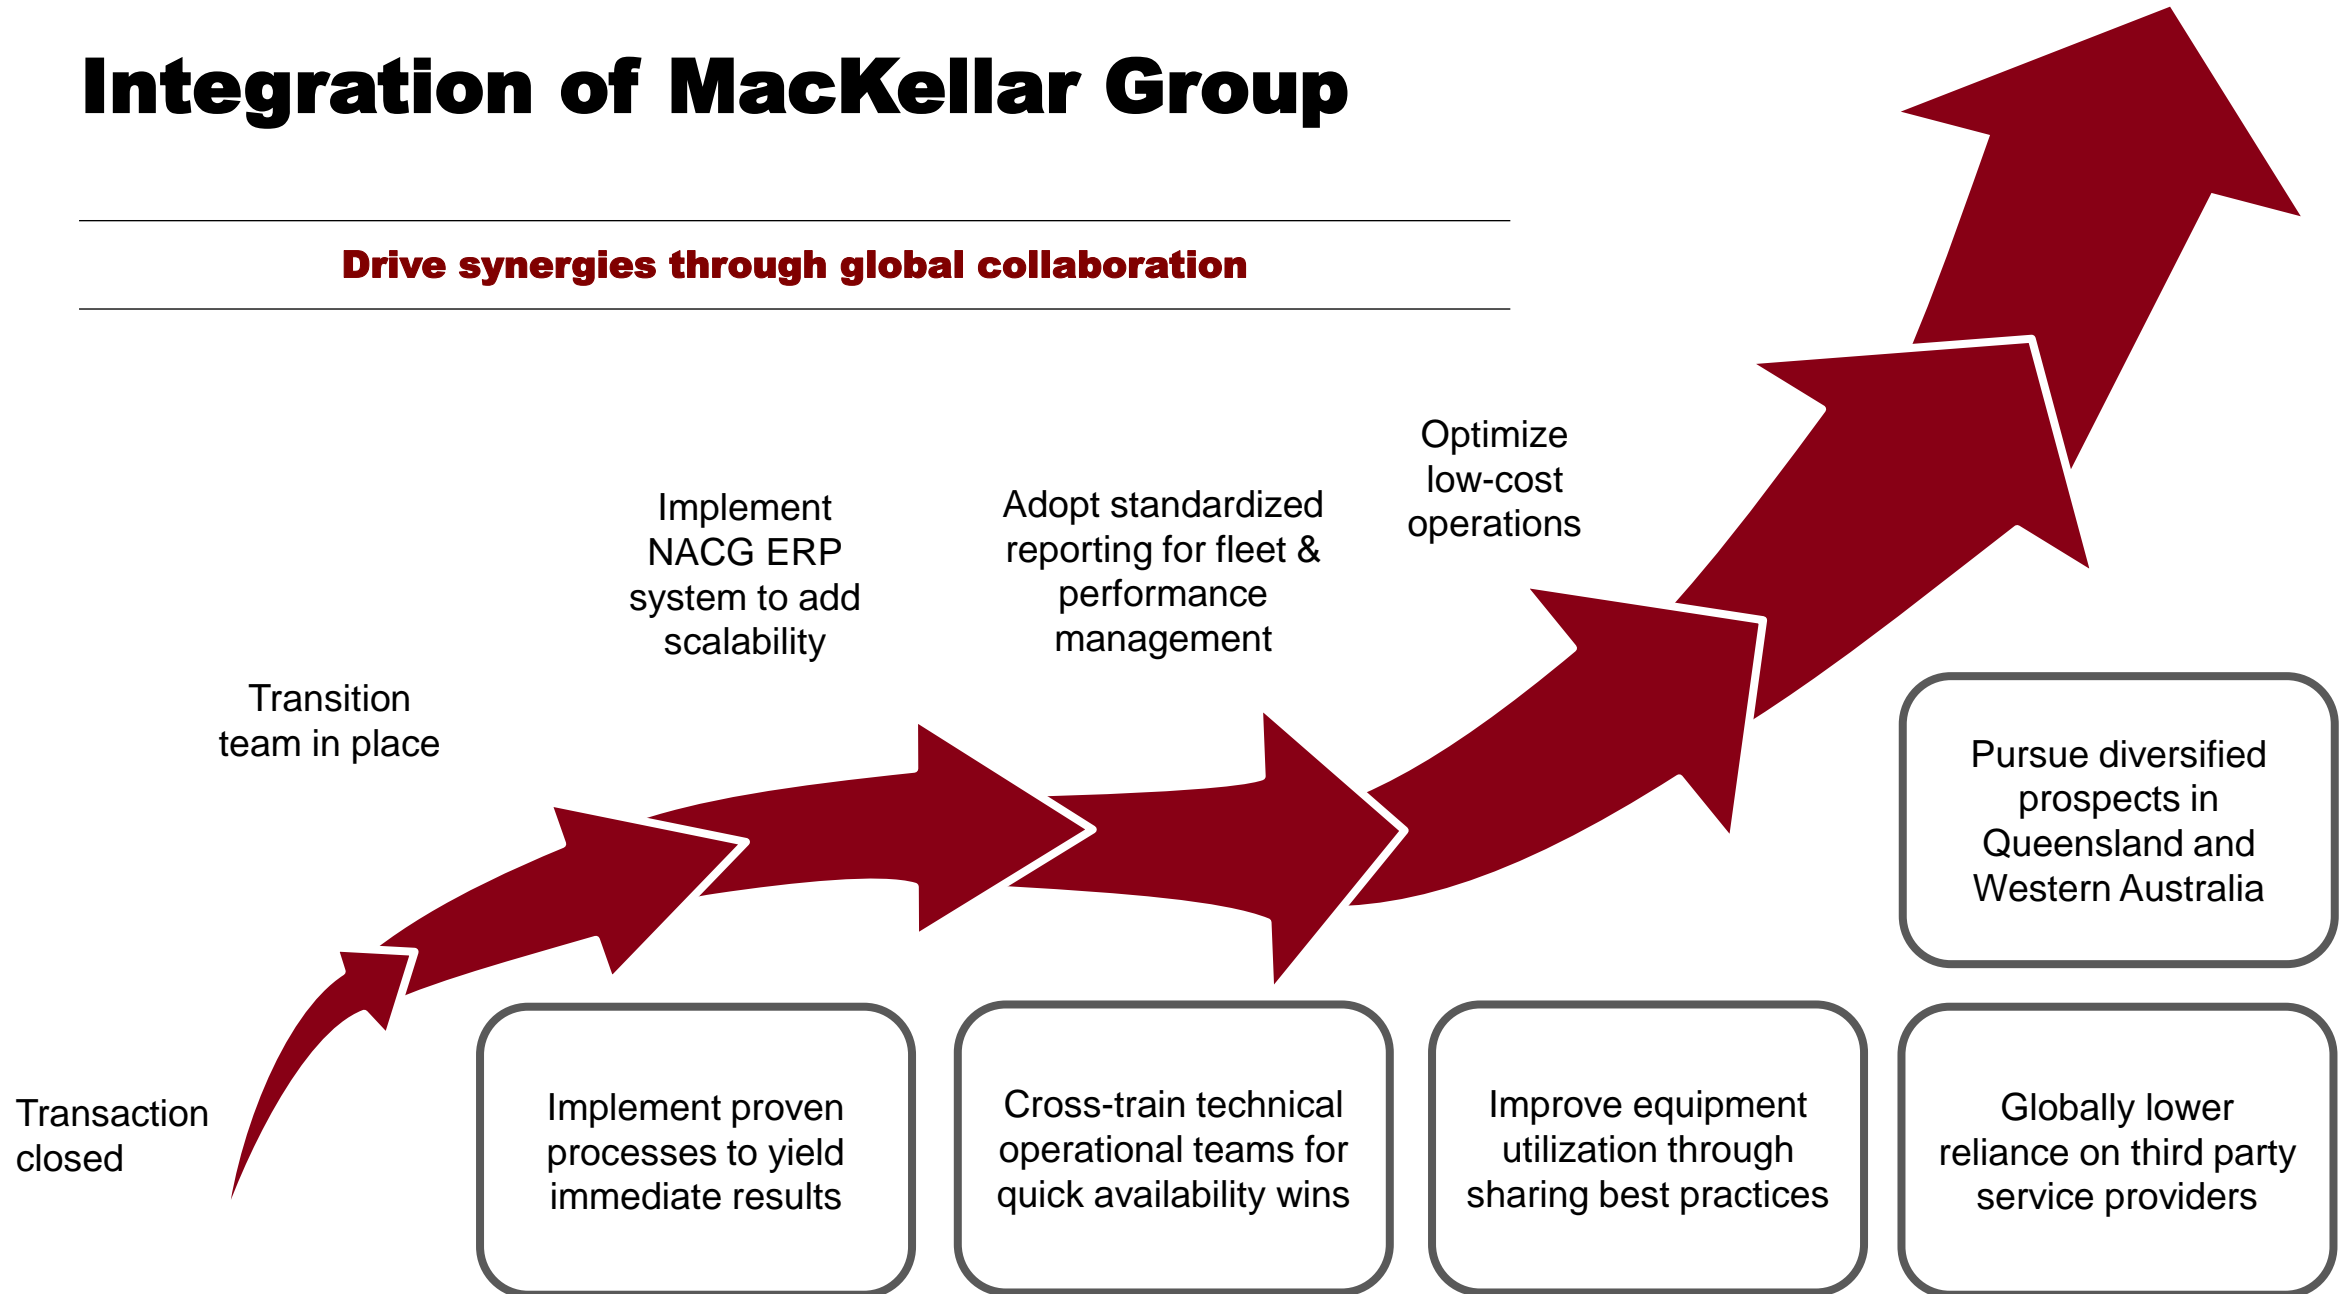 Integration of MacKellar Group
Drive synergies through global collaboration
Transaction
closed
Transition
team in place
Implement
NACG ERP
system to add
scalability
Adopt standardized
reporting for fleet &
performance
management
Optimize
low-cost
operations
Pursue diversified
prospects in
Queensland and
Western Australia
Implement proven
processes to yield
immediate results
Cross-train technical
operational teams for
quick availability wins
Improve equipment
utilization through
sharing best practices
Globally lower
reliance on third party
service providers